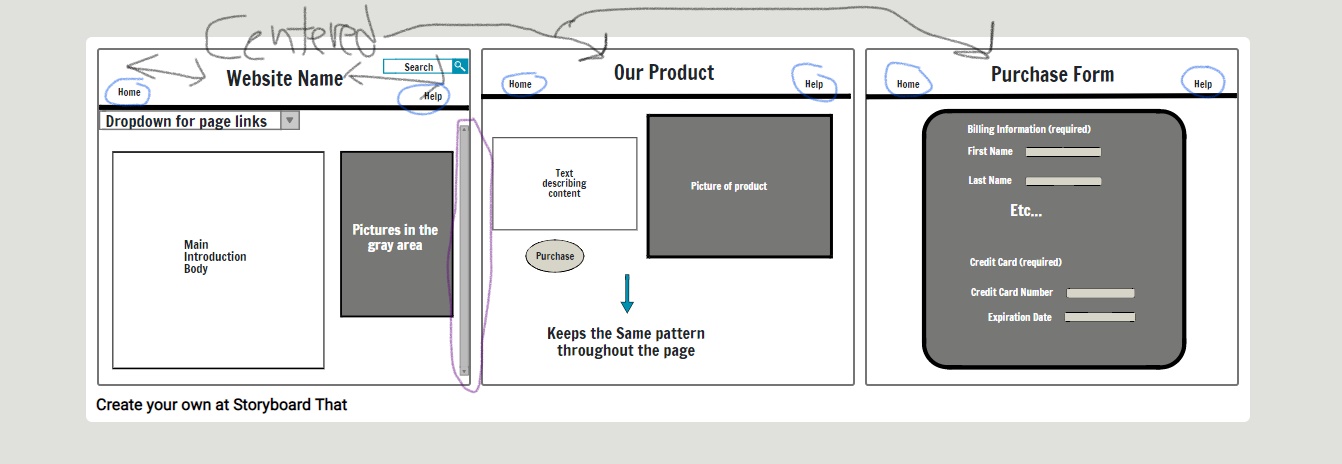 Centered
Website Name
Search
Home
Help
Dropdown for page links
Main
Introduction
Body
Pictures in the
gray area
Our Product
Home
Help
Text
describing
content
Picture of product
Purchase
Keeps the Same pattern
throughout the page
Purchase Form
Home
Help
Billing Information (required)
First Name
Last Name
Etc...
Credit Card (required)
Credit Card Number
Expiration Date
Create your own at Storyboard That